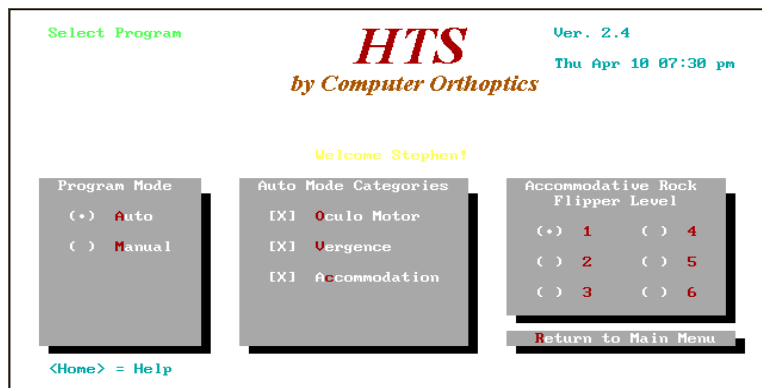 Select Program
HTS
by Computer Orthoptics
Ver. 2.4
Thu Apr 10 07:30 pm
Welcome Stephen!
Program Mode
(•) Auto
( ) Manual
Auto Mode Categories
[X] Oculo Motor
[X] Vergence
[X] Accommodation
Accommodative Rock
Flipper Level
(•) 1 ( ) 4
( ) 2 ( ) 5
( ) 3 ( ) 6
Return to Main Menu
<Home> = Help